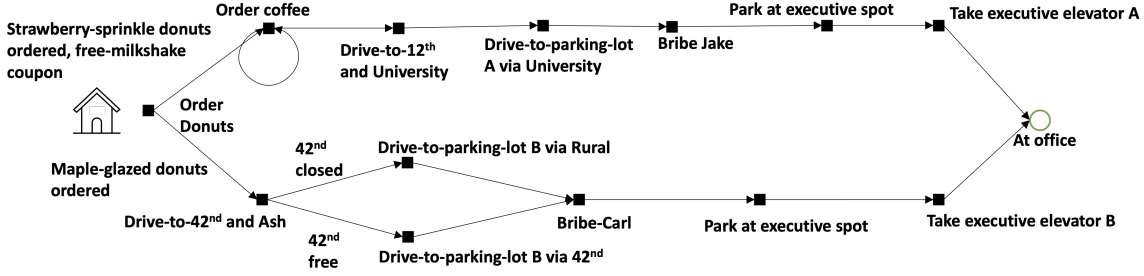 Order coffee
Strawberry-sprinkle donuts
ordered, free-milkshake
coupon
Drive-to-12th
and University
Drive-to-parking-lot
A via University
Bribe Jake
Park at executive spot
Take executive elevator A
Order
Donuts
At office
Maple-glazed donuts
ordered
42nd
closed
Drive-to-parking-lot B via Rural
Drive-to-42nd and Ash
42nd
free
Drive-to-parking-lot B via 42nd
Bribe-Carl
Park at executive spot
Take executive elevator B